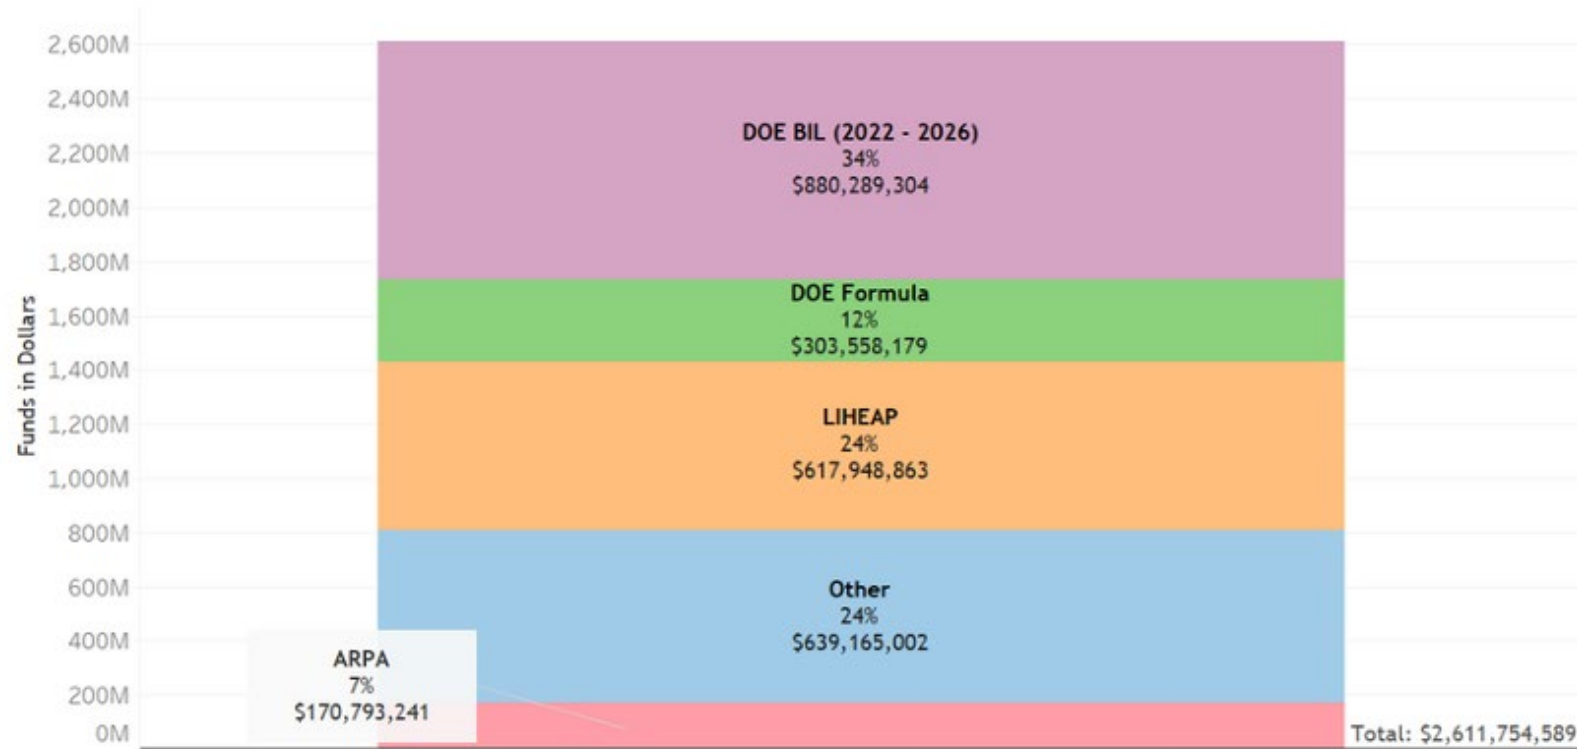 2,600M
2,400M
2,200M
2,000M
1,800M
1,600M
1,400M
1,200M
1,000M
800M
600M
400M
200M
0M
Funds in Dollars
DOE BIL (2022 - 2026)
34%
$880,289,304
DOE Formula
12%
$303,558,179
LIHEAP
24%
$617,948,863
Other
24%
$639,165,002
ARPA
7%
$170,793,241
Total: $2,611,754,589